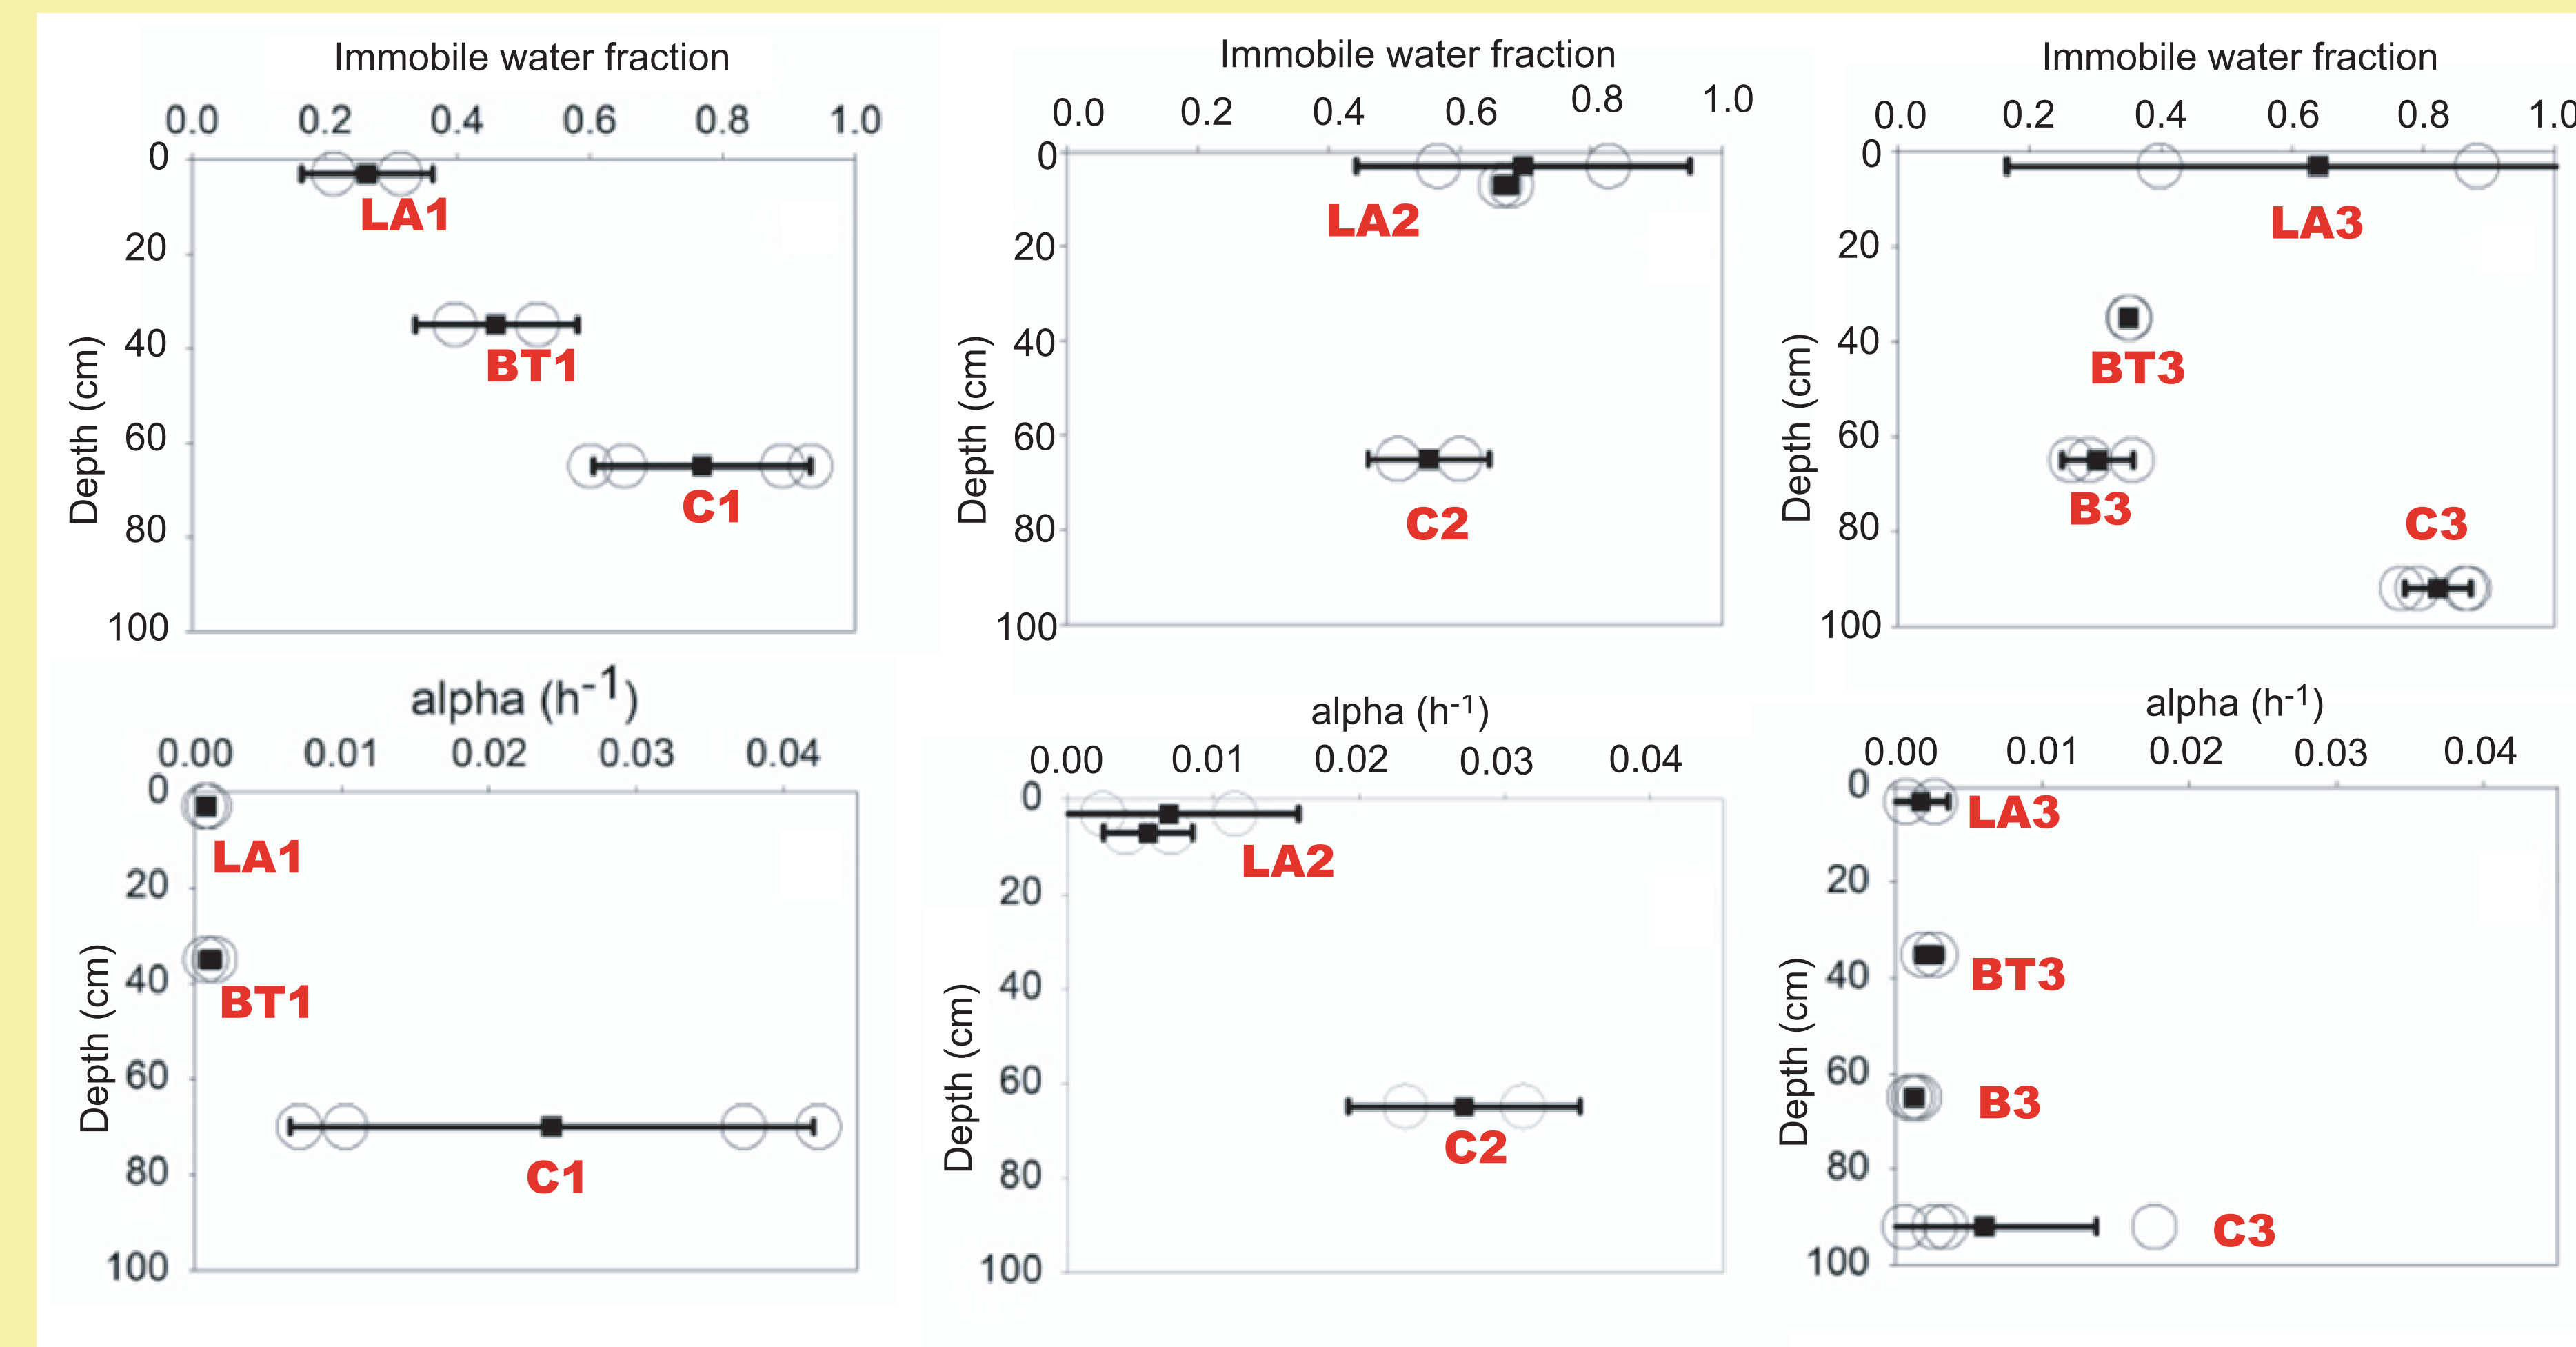 Immobile water fraction
0.0 0.2 0.4 0.6 0.8 1.0
0
20
40
60
80
100
Depth (cm)
LA1
BT1
C1
Immobile water fraction
0.0 0.2 0.4 0.6 0.8 1.0
0
20
40
60
80
100
Depth (cm)
LA2
C2
Immobile water fraction
0.0 0.2 0.4 0.6 0.8 1.0
0
20
40
60
80
100
Depth (cm)
LA3
BT3
B3
C3
alpha (h-1)
0.00 0.01 0.02 0.03 0.04
0
20
40
60
80
100
Depth (cm)
LA1
BT1
C1
alpha (h-1)
0.00 0.01 0.02 0.03 0.04
0
20
40
60
80
100
Depth (cm)
LA2
C2
alpha (h-1)
0.00 0.01 0.02 0.03 0.04
0
20
40
60
80
100
Depth (cm)
LA3
BT3
B3
C3